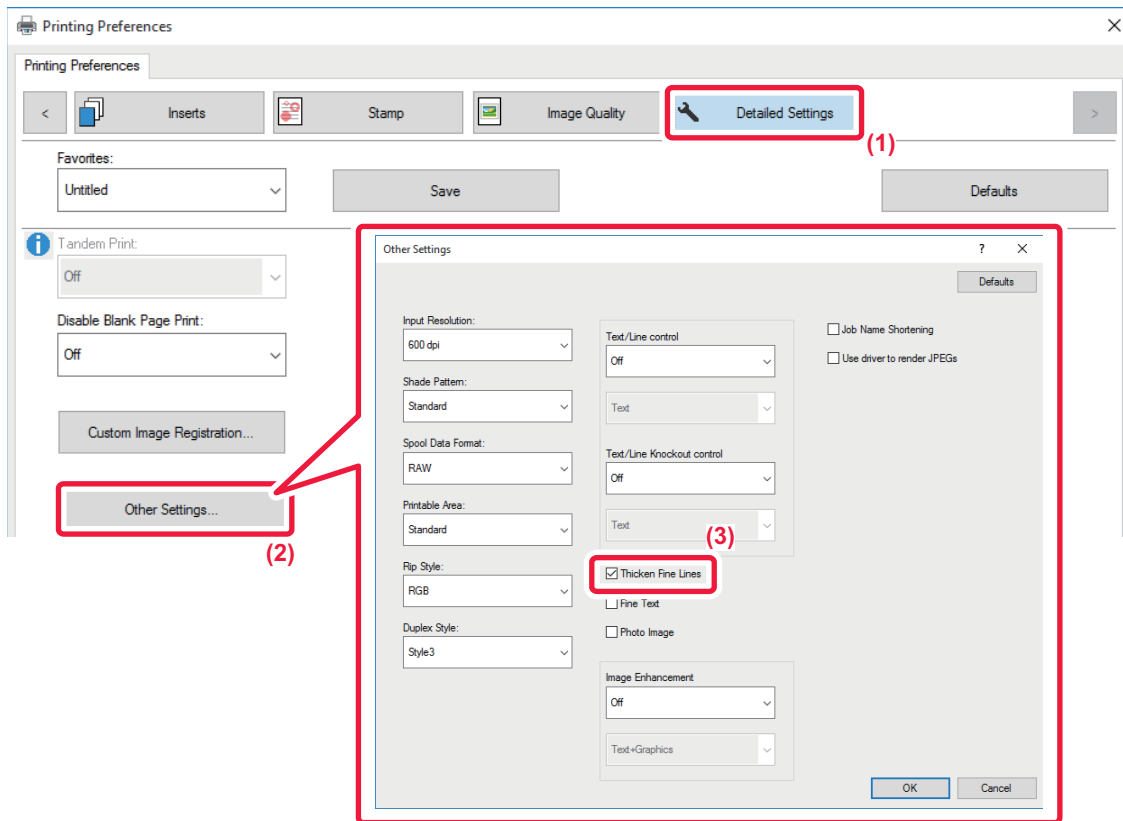 Printing Preferences
Printing Preferences
< Inserts Stamp Image Quality Detailed Settings >
(1)
Favorites:
Untitled Save Defaults
Tandem Print:
Off
Disable Blank Page Print:
Off
Custom Image Registration...
Other Settings...
(2)
Other Settings ?
Defaults
Input Resolution:
600 dpi
Shade Pattern:
Standard
Spool Data Format:
RAW
Printable Area:
Standard
Rip Style:
RGB
Duplex Style:
Style3
Text/Line control
Off
Text
Text/Line Knockout control
Off
Text
(3)
Thicken Fine Lines
Fine Text
Photo Image
Image Enhancement
Off
Text+Graphics
Job Name Shortening
Use driver to render JPEGs
OK Cancel